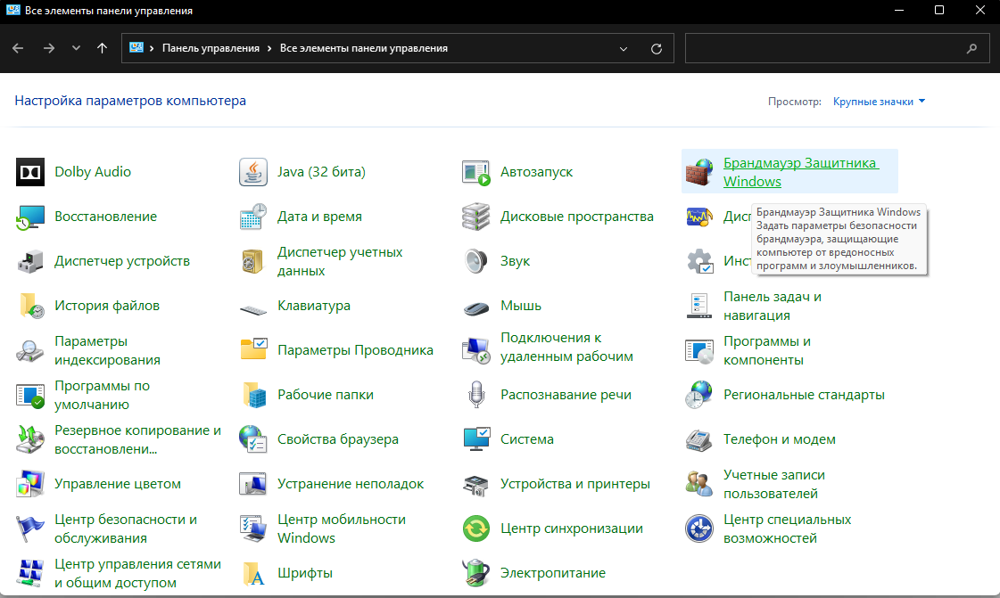 Все элементы панели управления
Панель управления
Все элементы панели управления
Настройка параметров компьютера
Просмотр:
Крупные значки
Dolby Audio
Java (32 бита)
Автозапуск
Брандмауэр Защитника
Windows
Восстановление
Дата и время
Дисковые пространства
Дисп
Брандмауэр Защитника Windows
Задать параметры безопасности
брандмауэра, защищающие
компьютер от вредоносных
программ и злоумышленников.
Диспетчер устройств
Диспетчер учетных
данных
Звук
Инст
История файлов
Клавиатура
Мышь
Панель задач и
навигация
Параметры
индексирования
Параметры Проводника
Подключения к
удаленным рабочим
Программы и
компоненты
Программы по
умолчанию
Рабочие папки
Распознавание речи
Региональные стандарты
Резервное копирование и
восстановлени...
Свойства браузера
Система
Телефон и модем
Управление цветом
Устранение неполадок
Устройства и принтеры
Учетные записи
пользователей
Центр безопасности и
обслуживания
Центр мобильности
Windows
Центр синхронизации
Центр специальных
возможностей
Центр управления сетями
и общим доступом
Шрифты
Электропитание